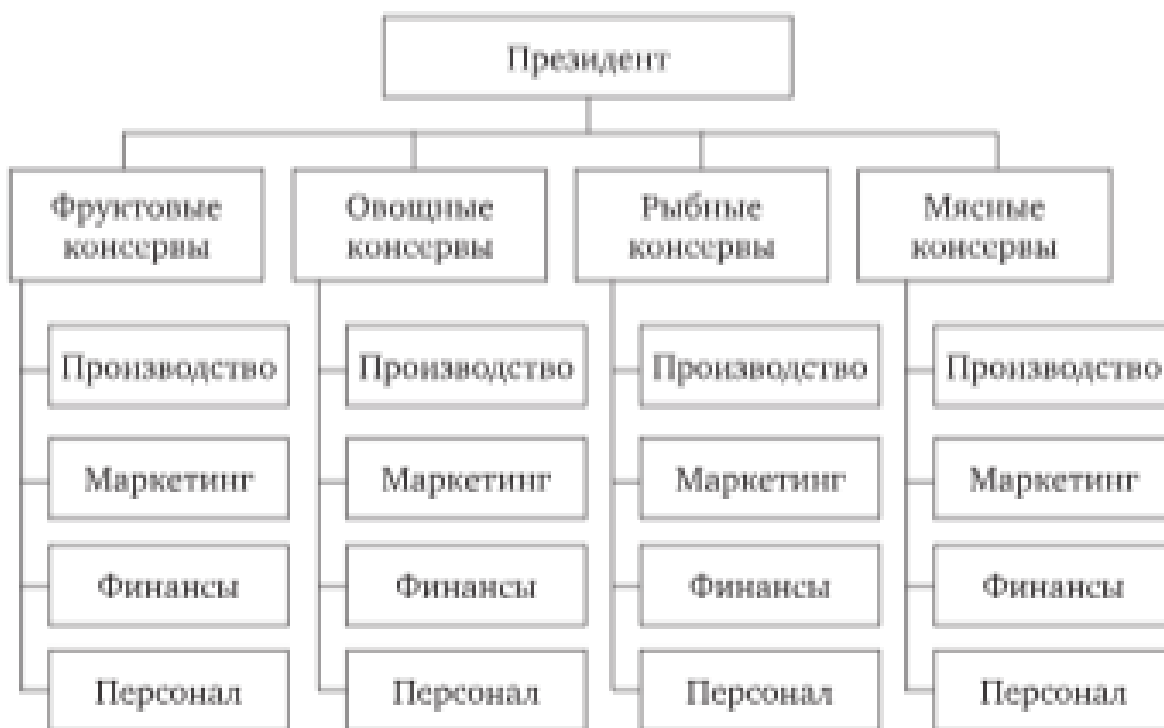 Президент
Фруктовые
консервы
Овощные
консервы
Рыбные
консервы
Мясные
консервы
Производство
Производство
Производство
Производство
Маркетинг
Маркетинг
Маркетинг
Маркетинг
Финансы
Финансы
Финансы
Финансы
Персонал
Персонал
Персонал
Персонал